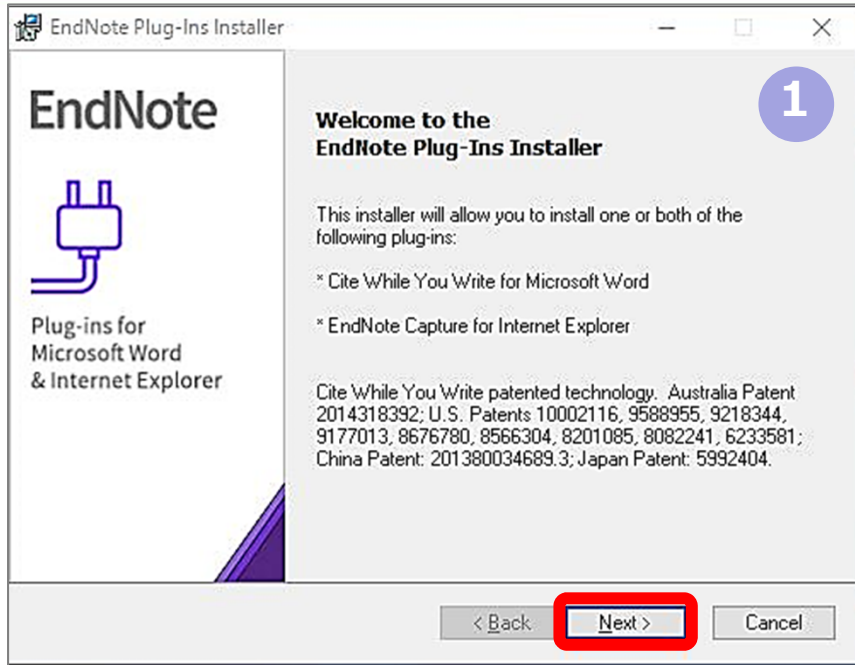 EndNote Plug-Ins Installer
EndNote
Plug-ins for
Microsoft Word
& Internet Explorer
1
Welcome to the
EndNote Plug-Ins Installer
This installer will allow you to install one or both of the
following plug-ins:
* Cite While You Write for Microsoft Word
* EndNote Capture for Internet Explorer
Cite While You Write patented technology. Australia Patent
2014318392; U.S. Patents 10002116, 9588955, 9218344,
9177013, 8676780, 8566304, 8201085, 8082241, 6233581;
China Patent: 201380034689.3; Japan Patent: 5992404.
< Back
Next >
Cancel